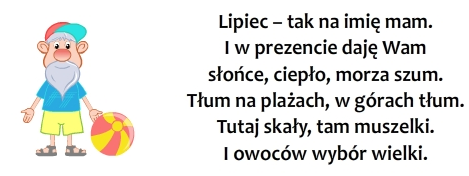 Lipiec – tak na imię mam.
I w prezencie daję Wam
słońce, ciepło, morza szum.
Tłum na plażach, w górach tłum.
Tutaj skały, tam muszelki.
I owoców wybór wielki.